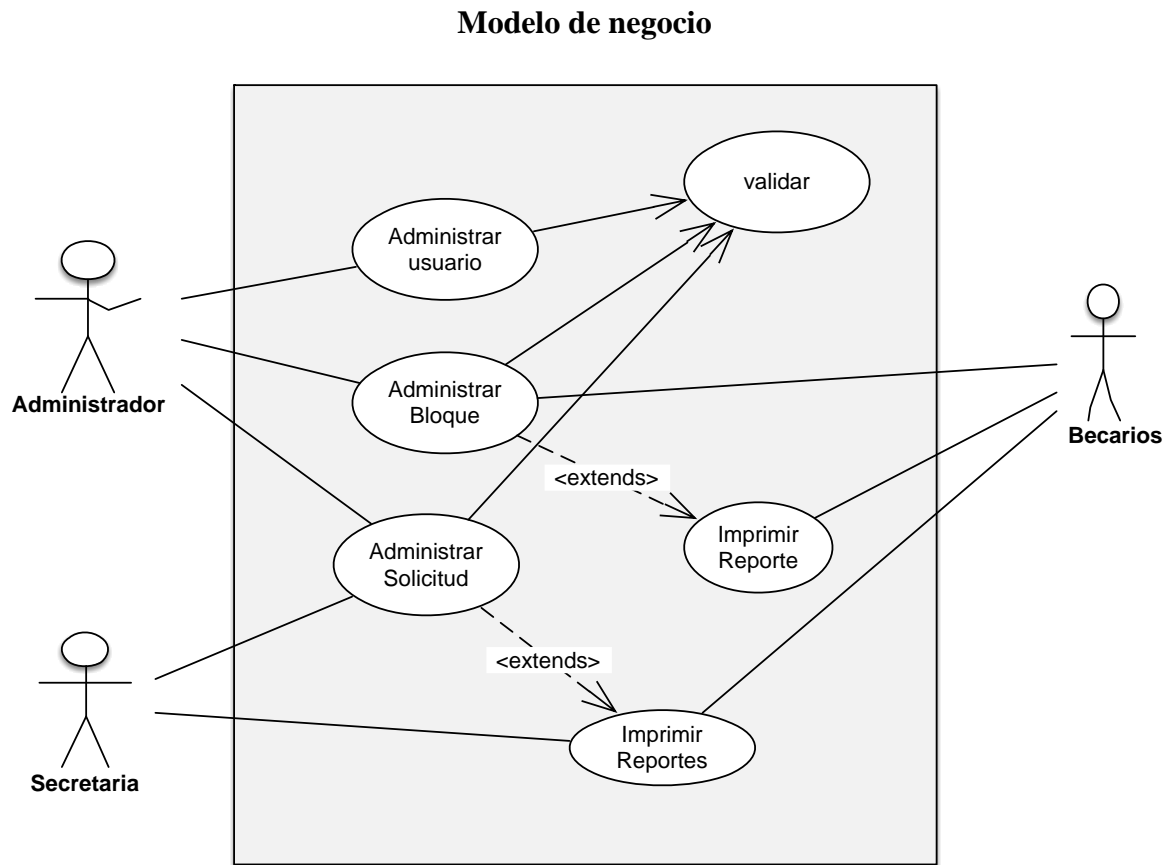 Modelo de negocio
validar
Administrar
usuario
Administrador
Administrar
Bloque
Becarios
<extends>
Imprimir
Reporte
Administrar
Solicitud
<extends>
Secretaria
Imprimir
Reportes